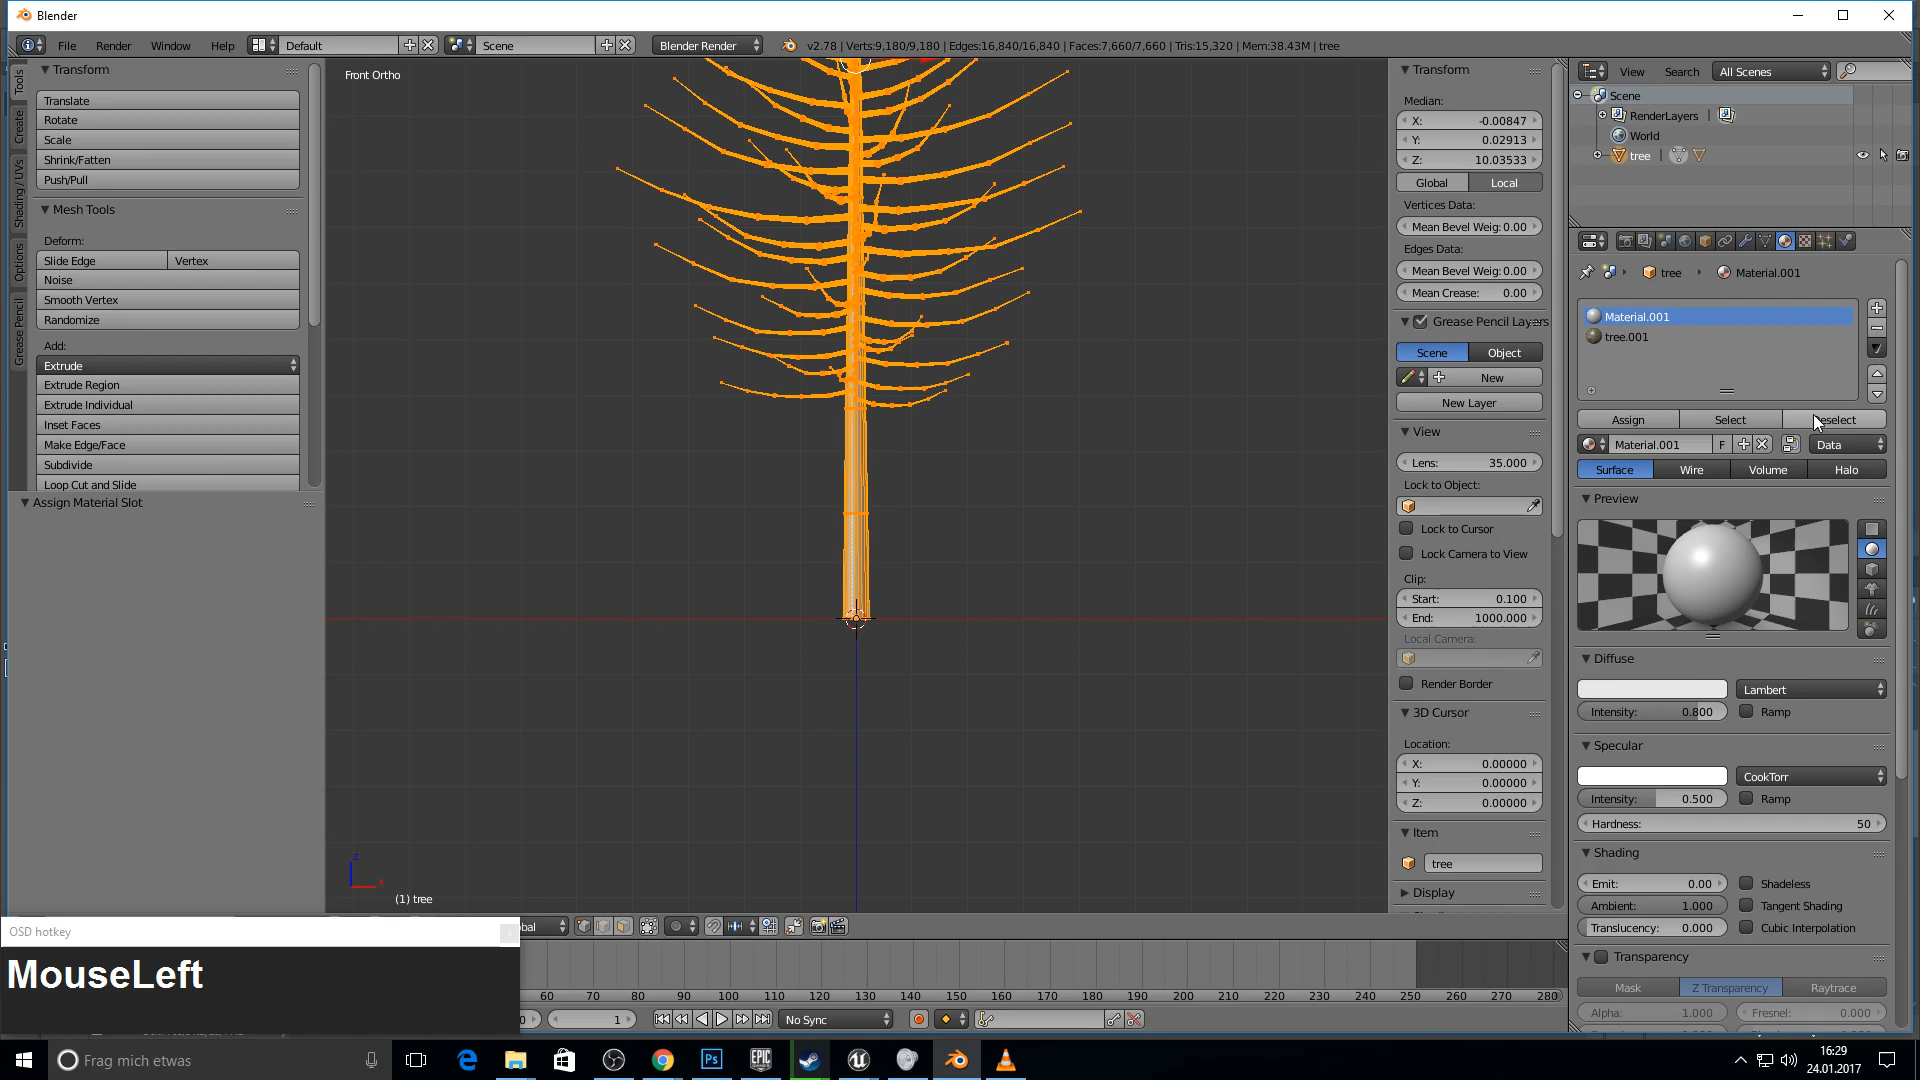 Blender
File Render Window Help Default Scene Blender Render v2.78 | Verts:9,180/9,180 | Edges:16,840/16,840 | Faces:7,660/7,660 | Tris:15,320 | Mem:38.43M | tree
Tools
Create
Shading / UVs
Options
Grease Pencil
Transform
Translate
Rotate
Scale
Shrink/Fatten
Push/Pull
Mesh Tools
Deform:
Slide Edge Vertex
Noise
Smooth Vertex
Randomize
Add:
Extrude
Extrude Region
Extrude Individual
Inset Faces
Make Edge/Face
Subdivide
Loop Cut and Slide
Assign Material Slot
Front Ortho
z
x
(1) tree
Transform
Median:
X: -0.00847
Y: 0.02913
Z: 10.03533
Global Local
Vertices Data:
Mean Bevel Weig: 0.00
Edges Data:
Mean Bevel Weig: 0.00
Mean Crease: 0.00
Grease Pencil Layers
Scene Object
New
New Layer
View
Lens: 35.000
Lock to Object:
Lock to Cursor
Lock Camera to View
Clip:
Start: 0.100
End: 1000.000
Local Camera:
Render Border
3D Cursor
Location:
X: 0.00000
Y: 0.00000
Z: 0.00000
Item
tree
Display
View Search All Scenes
Scene
RenderLayers |
World
tree |
tree Material.001
Material.001
tree.001
Assign Select eselect
Material.001 F Data
Surface Wire Volume Halo
Preview
Diffuse
Lambert
Intensity: 0.800 Ramp
Specular
CookTorr
Intensity: 0.500 Ramp
Hardness: 50
Shading
Emit: 0.00 Shadeless
Ambient: 1.000 Tangent Shading
Translucency: 0.000 Cubic Interpolation
Transparency
Mask Z Transparency Raytrace
Alpha: 1.000 Fresnel: 0.000
OSD hotkey
MouseLeft
obal
60 70 80 90 100 110 120 130 140 150 160 170 180 190 200 210 220 230 240 250 260 270 280
0 1 No Sync
Frag mich etwas
Ps
EPIC GAMES
16:29
24.01.2017